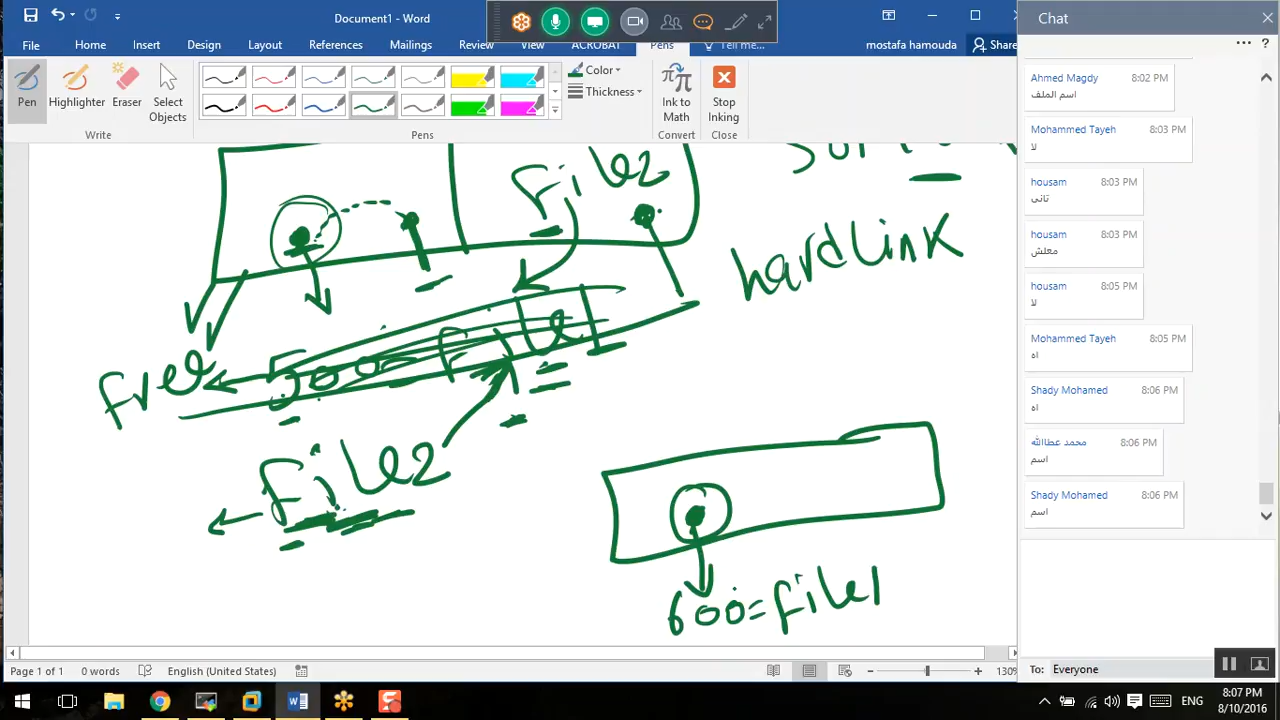 Document1 - Word
Chat
File Home Insert Design Layout References Mailings View ACROBAT Pens Tell me...
mostafa hamouda
Share
Pen Highlighter Eraser Select Objects
Write
Pens
Color
Thickness
Ink to Math
Convert
Stop Inking
Close
File2
hardlink
free
500= File1
File2
600=file1
Ahmed Magdy 8:02 PM
اسم الملف
Mohammed Tayeh 8:03 PM
لا
housam 8:03 PM
تانى
housam 8:03 PM
معلش
housam 8:05 PM
لا
Mohammed Tayeh 8:05 PM
اه
Shady Mohamed 8:06 PM
اه
محمد عطاالله 8:06 PM
اسم
Shady Mohamed 8:06 PM
اسم
To: Everyone
Page 1 of 1 0 words English (United States)
130%
ENG
8:07 PM
8/10/2016